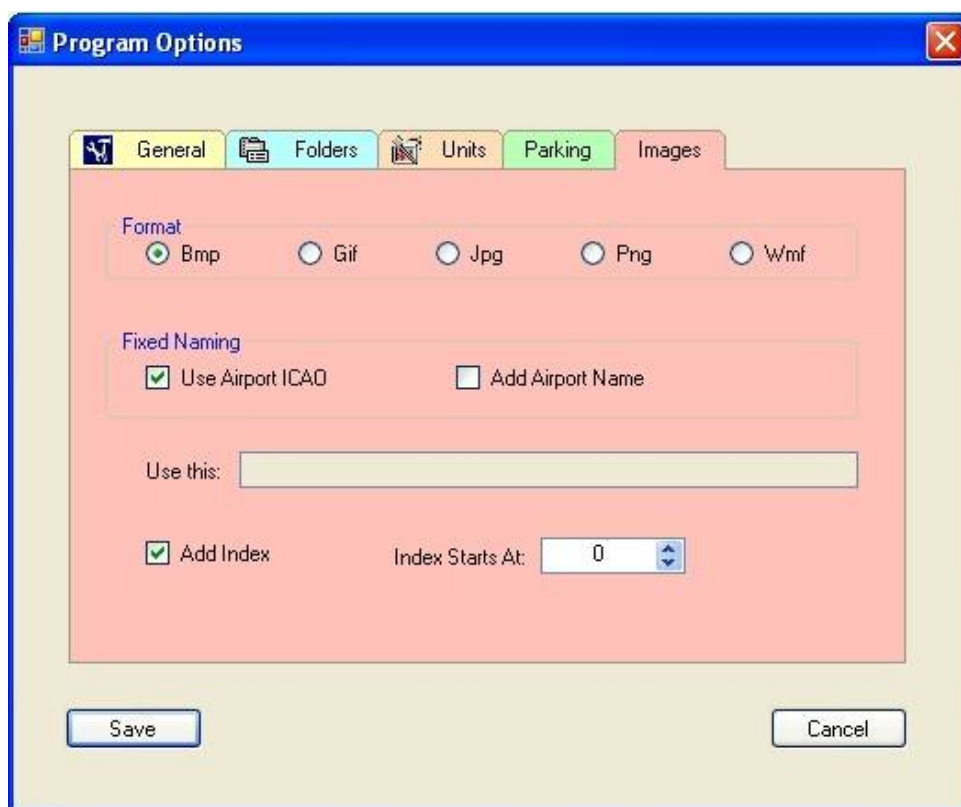 Program Options
General Folders Units Parking Images
Format
Bmp Gif Jpg Png Wmf
Fixed Naming
Use Airport ICAO Add Airport Name
Use this:
Add Index Index Starts At: 0
Save Cancel